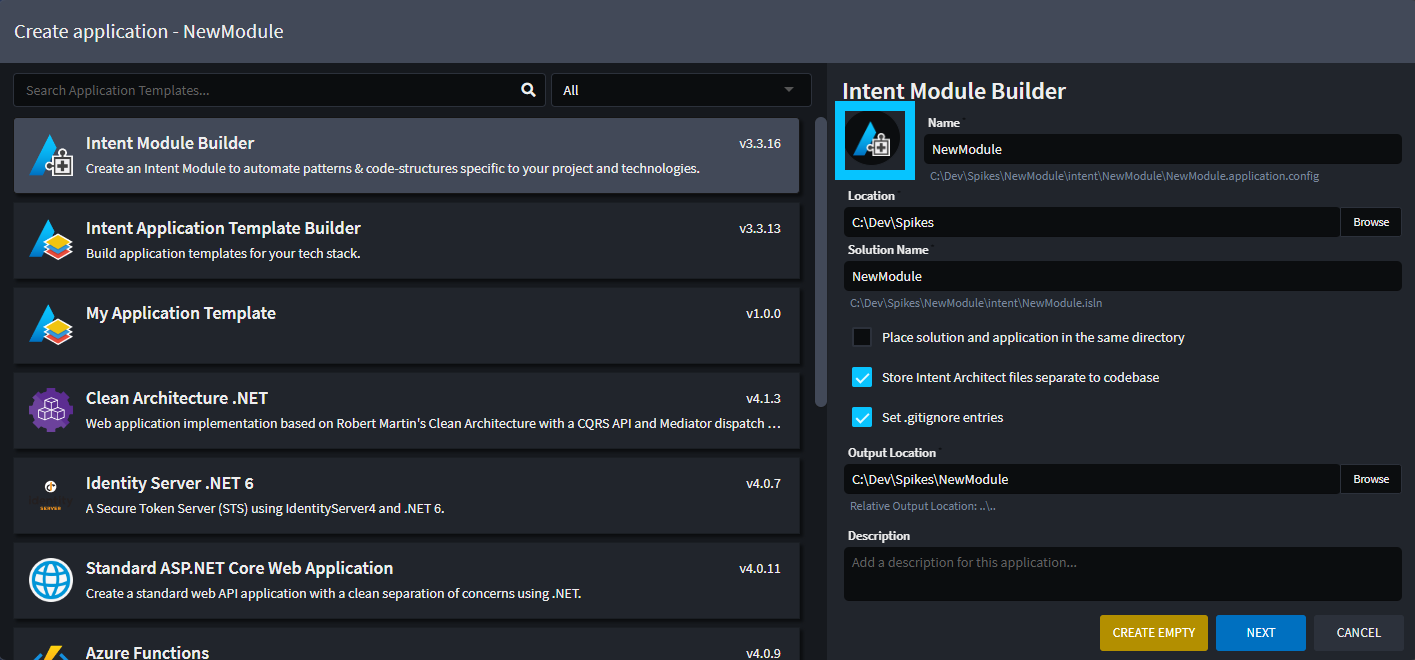 Create application - NewModule
Search Application Templates...
All
Intent Module Builder
v3.3.16
Create an Intent Module to automate patterns & code-structures specific to your project and technologies.
Intent Application Template Builder
v3.3.13
Build application templates for your tech stack.
My Application Template
v1.0.0
Clean Architecture .NET
v4.1.3
Web application implementation based on Robert Martin's Clean Architecture with a CQRS API and Mediator dispatch ...
Identity Server .NET 6
v4.0.7
A Secure Token Server (STS) using IdentityServer4 and .NET 6.
SERVER
Standard ASP.NET Core Web Application
v4.0.11
Create a standard web API application with a clean separation of concerns using .NET.
Azure Functions
v4.0.9
Intent Module Builder
Name
NewModule
C:\Dev\Spikes\NewModule\intent\NewModule\NewModule.application.config
Location
C:\Dev\Spikes
Browse
Solution Name
NewModule
C:\Dev\Spikes\NewModule\intent\NewModule.isln
Place solution and application in the same directory
Store Intent Architect files separate to codebase
Set .gitignore entries
Output Location
C:\Dev\Spikes\NewModule
Browse
Relative Output Location: ..\..
Description
Add a description for this application...
CREATE EMPTY
NEXT
CANCEL